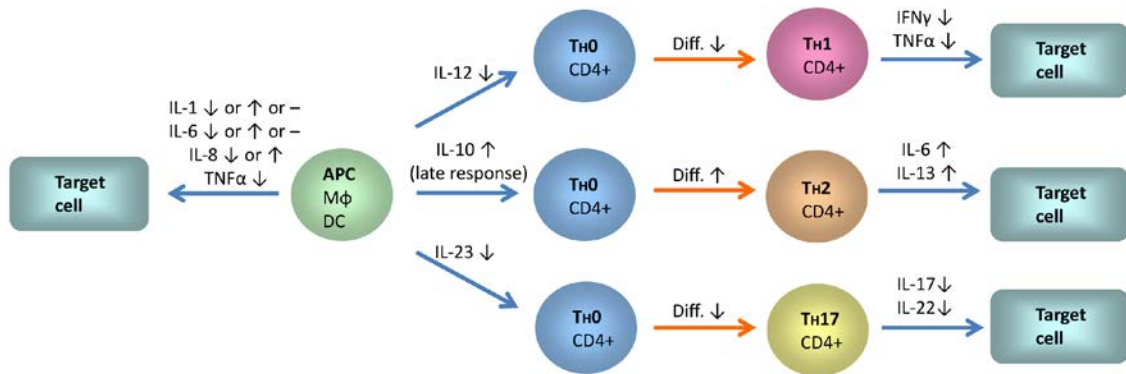 IL-1 ↓ or ↑ or –
IL-6 ↓ or ↑ or –
IL-8 ↓ or ↑
TNFα ↓
Target
cell
APC
Mϕ
DC
IL-12 ↓
TH0
CD4+
Diff. ↓
TH1
CD4+
IFNγ ↓
TNFα ↓
Target
cell
IL-10 ↑
(late response)
TH0
CD4+
Diff. ↑
TH2
CD4+
IL-6 ↑
IL-13 ↑
Target
cell
IL-23 ↓
TH0
CD4+
Diff. ↓
TH17
CD4+
IL-17↓
IL-22↓
Target
cell